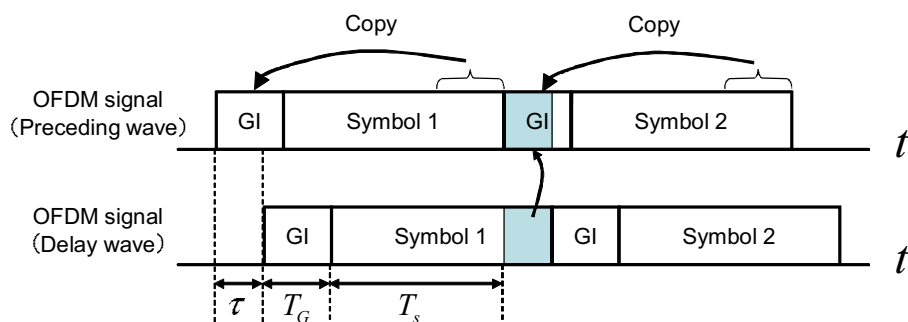 Copy Copy
OFDM signal
（Preceding wave）
GI Symbol 1 GI Symbol 2
t
OFDM signal
（Delay wave）
GI Symbol 1 GI Symbol 2
t
τ T_G T_s